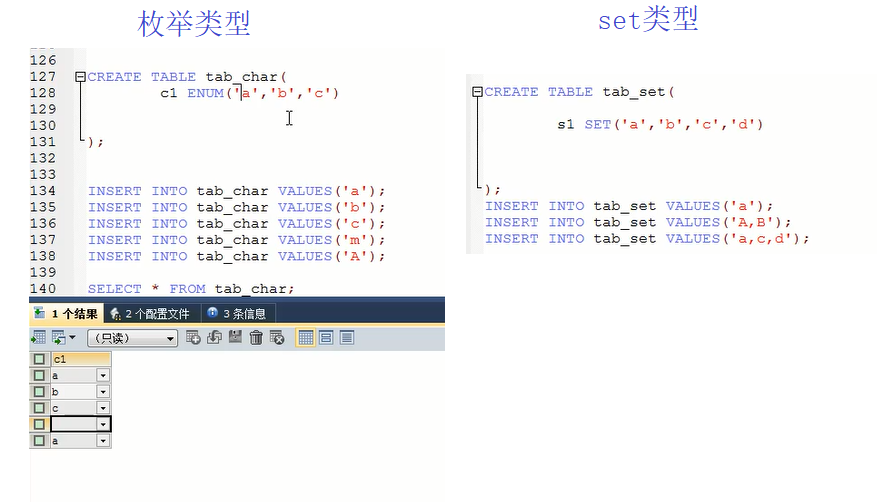 枚举类型
126
127 CREATE TABLE tab_char(
128 c1 ENUM('a','b','c')
129
130
131 );
132
133
134 INSERT INTO tab_char VALUES('a');
135 INSERT INTO tab_char VALUES('b');
136 INSERT INTO tab_char VALUES('c');
137 INSERT INTO tab_char VALUES('m');
138 INSERT INTO tab_char VALUES('A');
139
140 SELECT * FROM tab_char;
1 个结果 2 个配置文件 3 条信息
(只读)
c1
a
b
c
a
set类型
CREATE TABLE tab_set(
s1 SET('a','b','c','d')
);
INSERT INTO tab_set VALUES('a');
INSERT INTO tab_set VALUES('A,B');
INSERT INTO tab_set VALUES('a,c,d');